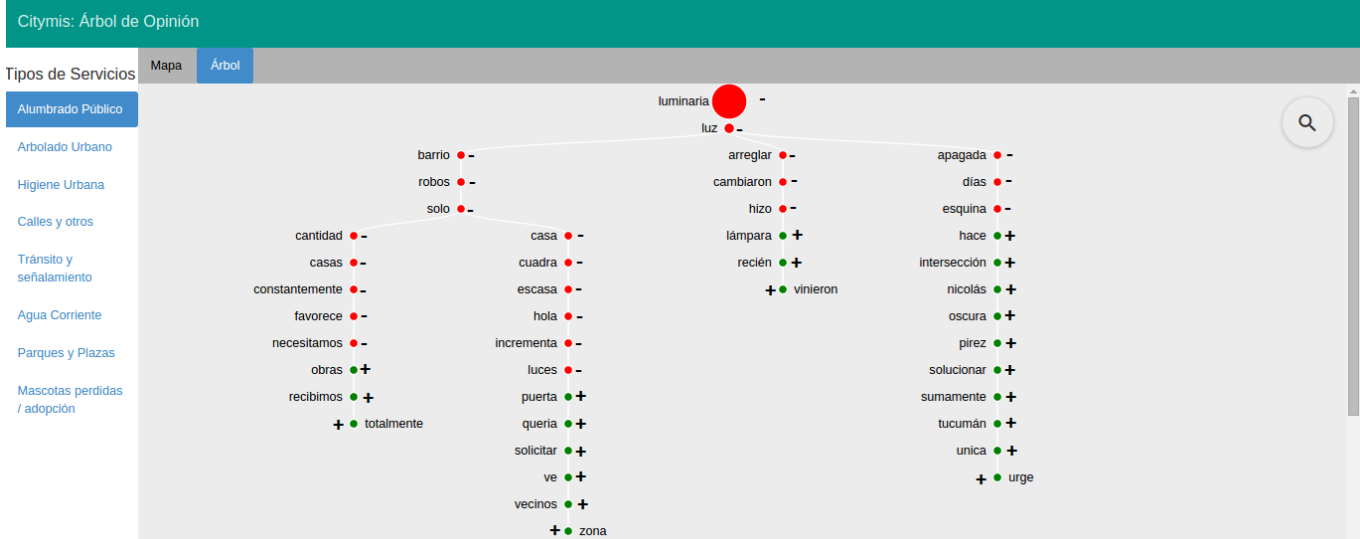 Citymis: Árbol de Opinión
Tipos de Servicios
Mapa
Árbol
Alumbrado Público
Arbolado Urbano
Higiene Urbana
Calles y otros
Tránsito y
señalamiento
Agua Corriente
Parques y Plazas
Mascotas perdidas
/ adopción
luminaria -
luz -
barrio -
robos -
solo -
cantidad -
casas -
constantemente -
favorece -
necesitamos -
obras +
recibimos +
+ totalmente
casa -
cuadra -
escasa -
hola -
incrementa -
luces -
puerta +
queria +
solicitar +
ve +
vecinos +
+ zona
arreglar -
cambiaron -
hizo -
lámpara +
recién +
+ vinieron
apagada -
días -
esquina -
hace +
intersección +
nicolás +
oscura +
pirez +
solucionar +
sumamente +
tucumán +
unica +
+ urge